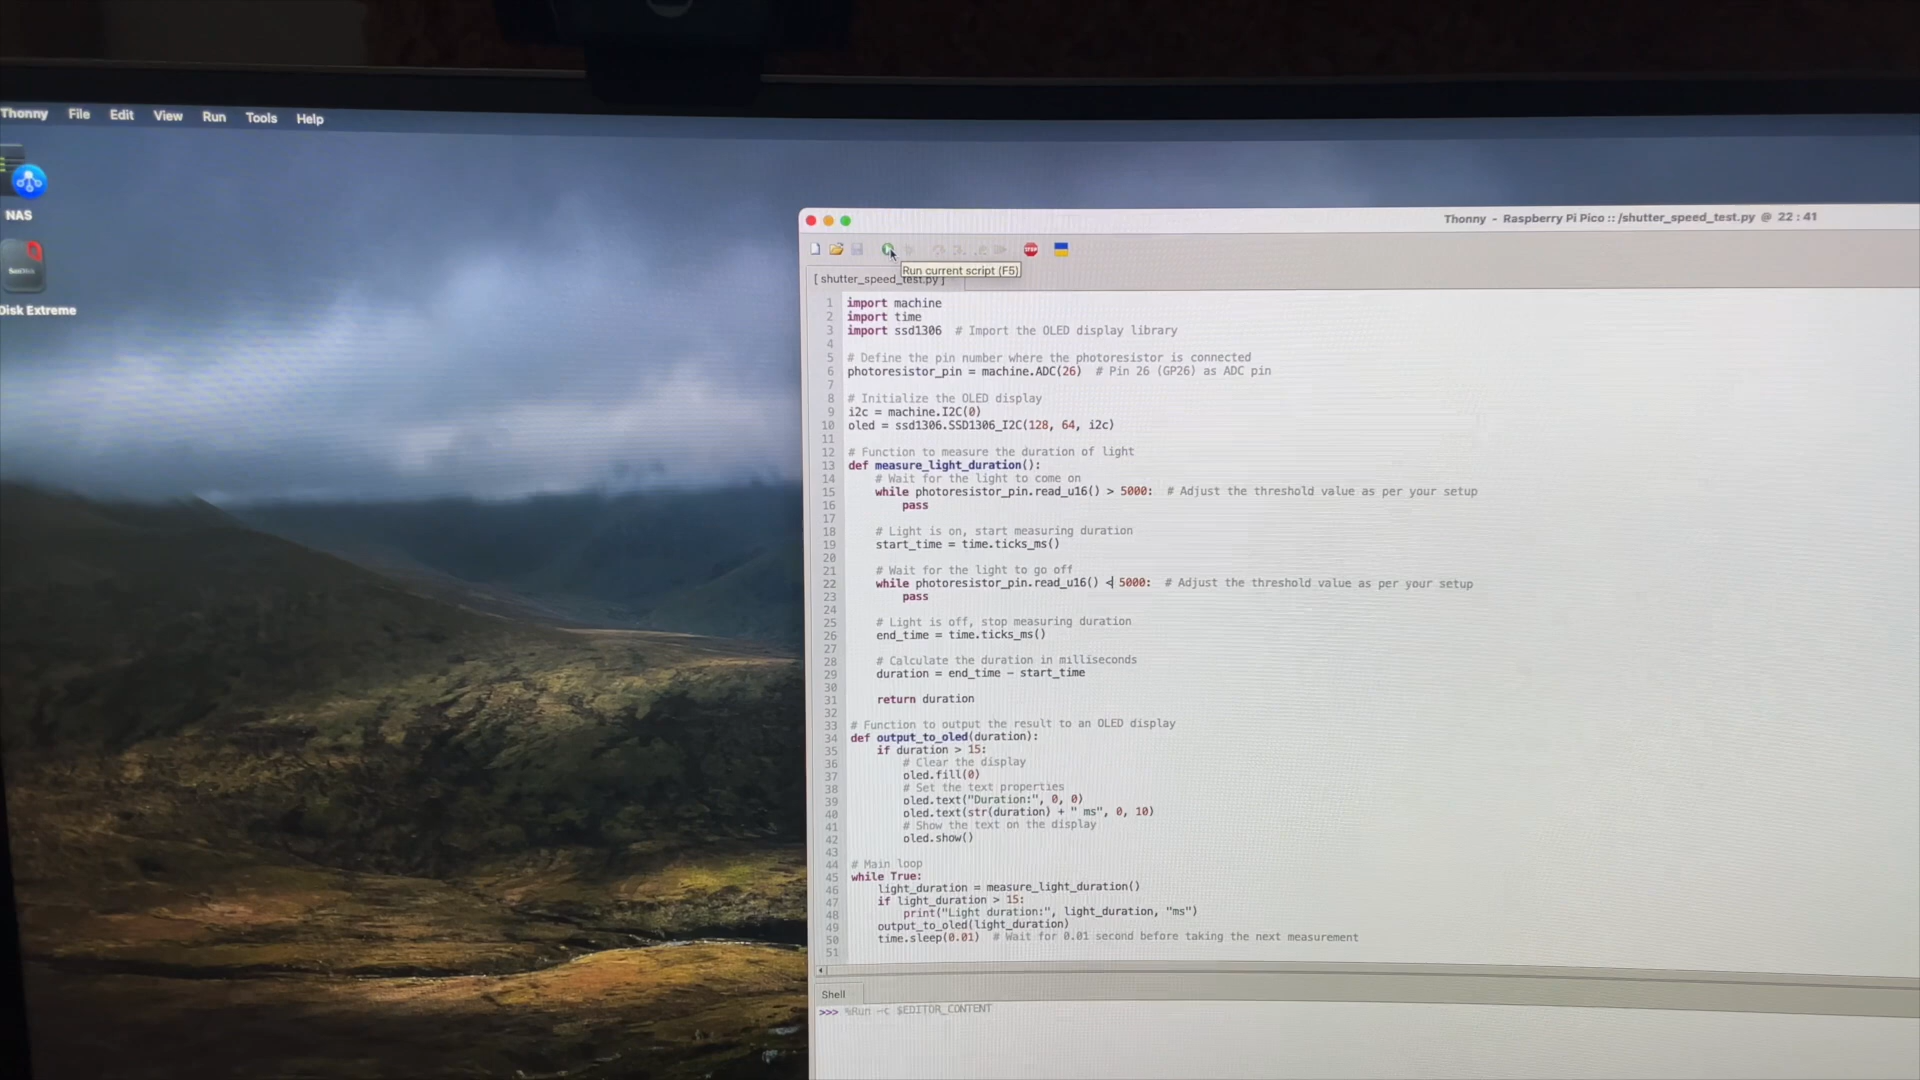 Thonny File Edit View Run Tools Help
NAS
Disk Extreme
Thonny - Raspberry Pi Pico :: /shutter_speed_test.py @ 22 : 41
STOP
Run current script (F5)
[ shutter_speed_test.py ]
1 import machine
2 import time
3 import ssd1306 # Import the OLED display library
4
5 # Define the pin number where the photoresistor is connected
6 photoresistor_pin = machine.ADC(26) # Pin 26 (GP26) as ADC pin
7
8 # Initialize the OLED display
9 i2c = machine.I2C(0)
10 oled = ssd1306.SSD1306_I2C(128, 64, i2c)
11
12 # Function to measure the duration of light
13 def measure_light_duration():
14 # Wait for the light to come on
15 while photoresistor_pin.read_u16() > 5000: # Adjust the threshold value as per your setup
16 pass
17
18 # Light is on, start measuring duration
19 start_time = time.ticks_ms()
20
21 # Wait for the light to go off
22 while photoresistor_pin.read_u16() < 5000: # Adjust the threshold value as per your setup
23 pass
24
25 # Light is off, stop measuring duration
26 end_time = time.ticks_ms()
27
28 # Calculate the duration in milliseconds
29 duration = end_time - start_time
30
31 return duration
32
33 # Function to output the result to an OLED display
34 def output_to_oled(duration):
35 if duration > 15:
36 # Clear the display
37 oled.fill(0)
38 # Set the text properties
39 oled.text("Duration:", 0, 0)
40 oled.text(str(duration) + " ms", 0, 10)
41 # Show the text on the display
42 oled.show()
43
44 # Main loop
45 while True:
46 light_duration = measure_light_duration()
47 if light_duration > 15:
48 print("Light duration:", light_duration, "ms")
49 output_to_oled(light_duration)
50 time.sleep(0.01) # Wait for 0.01 second before taking the next measurement
51
Shell
>>> %Run -c $EDITOR_CONTENT